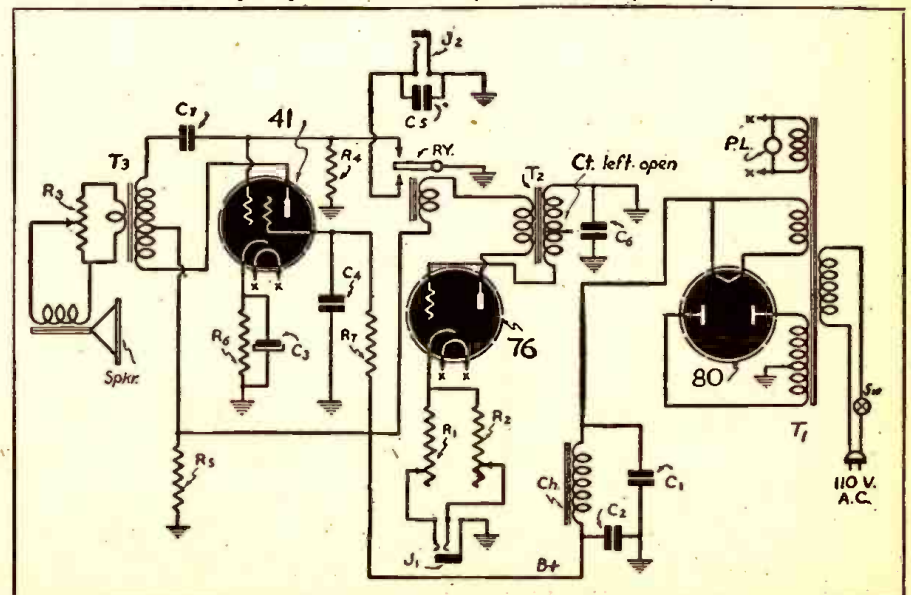 J2
C5
C7
41
T3
R4
RY.
T2
Ct. left open
P.L.
x
x
R3
C6
C4
x x
R6
C3
R7
76
x x
80
Spkr.
Sw
T1
R1
R2
R5
Ch.
C1
110 V.
A.C.
C2
J1
B+